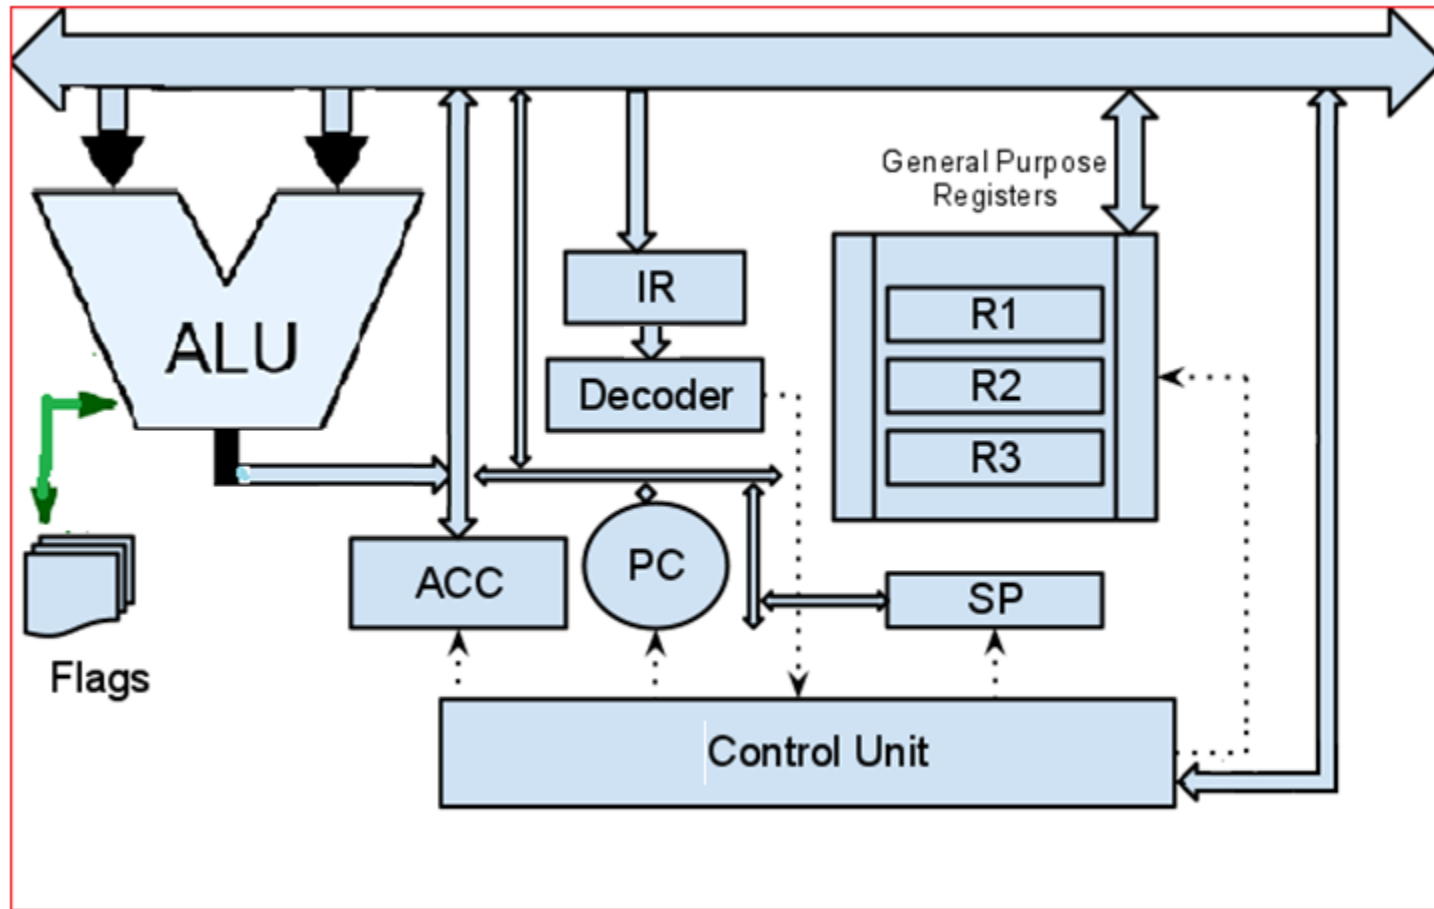 General Purpose
Registers
IR
R1
ALU
Decoder
R2
R3
PC
ACC
SP
Flags
Control Unit